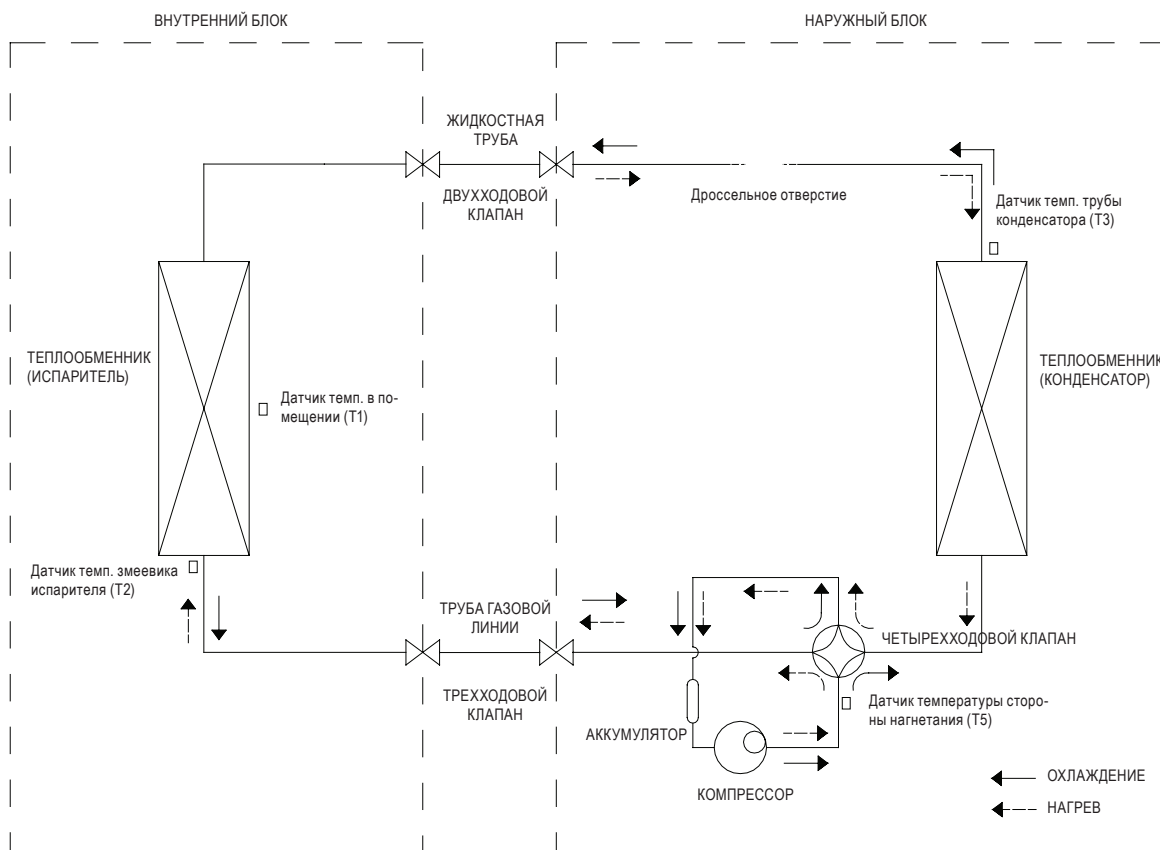 ВНУТРЕННИЙ БЛОК
НАРУЖНЫЙ БЛОК
ЖИДКОСТНАЯ
ТРУБА
ДВУХХОДОВОЙ
КЛАПАН
Дроссельное отверстие
Датчик темп. трубы
конденсатора (T3)
ТЕПЛООБМЕННИК
(ИСПАРИТЕЛЬ)
Датчик темп. в по-
мещении (T1)
ТЕПЛООБМЕННИК
(КОНДЕНСАТОР)
Датчик темп. змеевика
испарителя (T2)
ТРУБА ГАЗОВОЙ
ЛИНИИ
ТРЕХХОДОВОЙ
КЛАПАН
ЧЕТЫРЕХХОДОВОЙ КЛАПАН
Датчик температуры сторо-
ны нагнетания (T5)
АККУМУЛЯТОР
КОМПРЕССОР
ОХЛАЖДЕНИЕ
НАГРЕВ